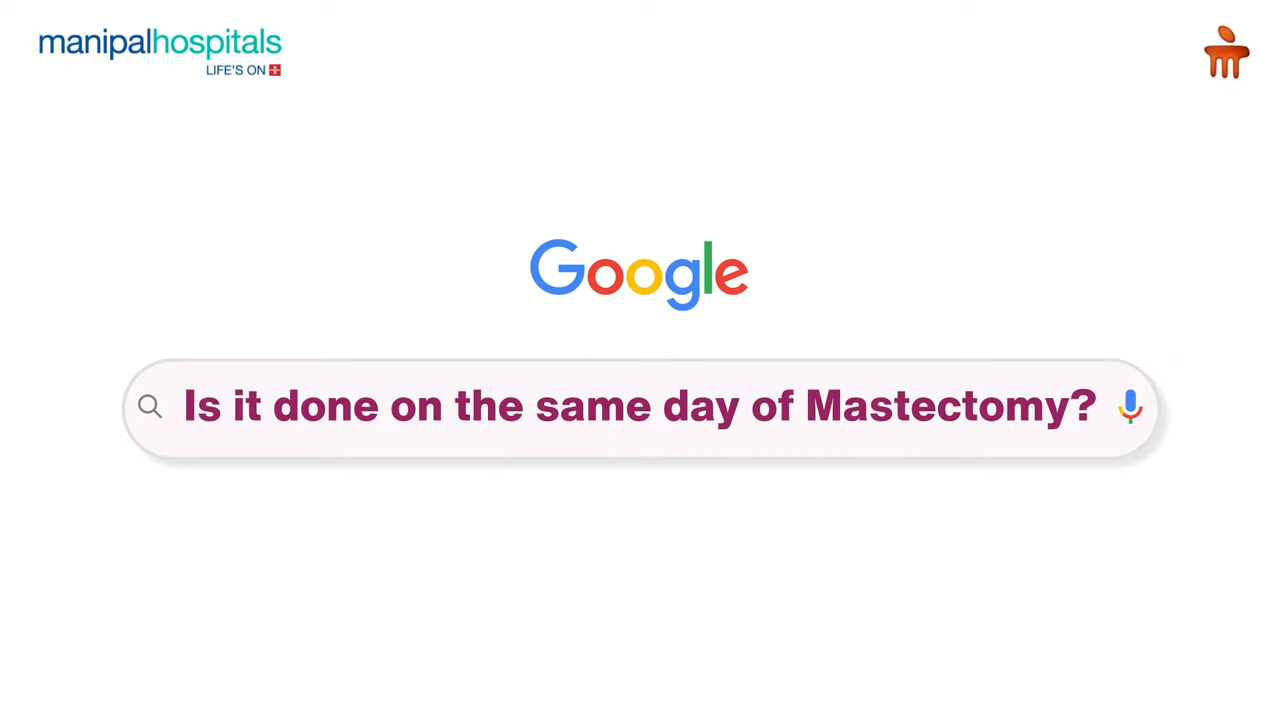 manipalhospitals
LIFE'S ON
Google
Is it done on the same day of Mastectomy?